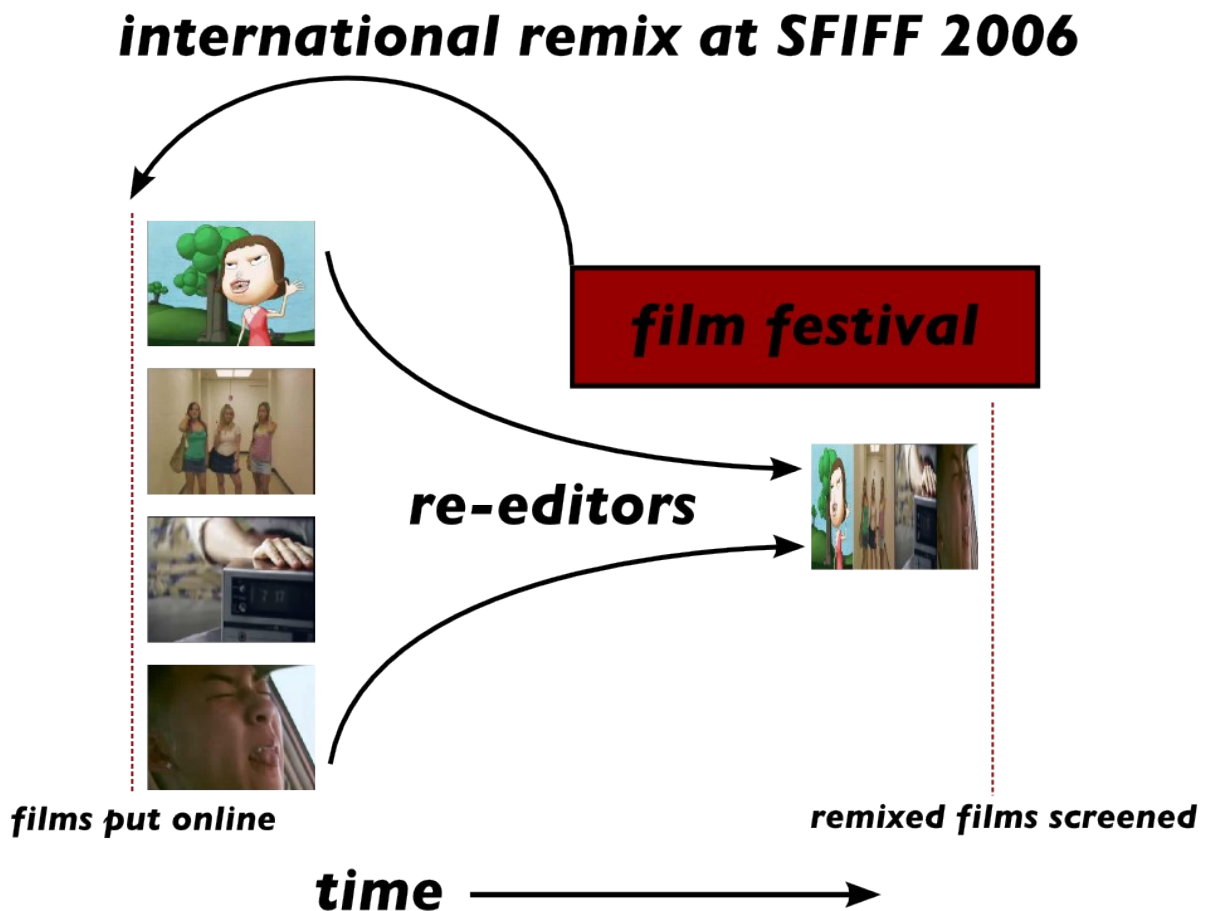 international remix at SFIFF 2006
film festival
re-editors
films put online
remixed films screened
time